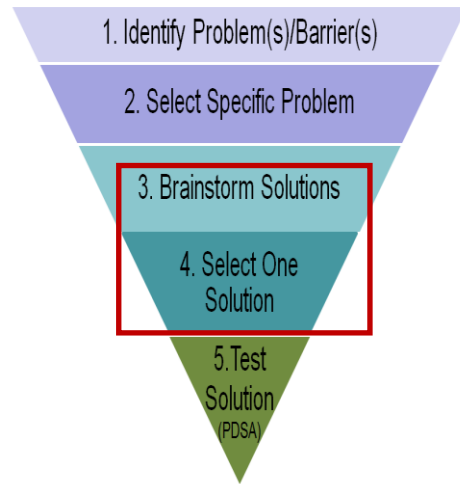 1. Identify Problem(s)/Barrier(s)
2. Select Specific Problem
3. Brainstorm Solutions
4. Select One
Solution
5.Test
Solution
(PDSA)